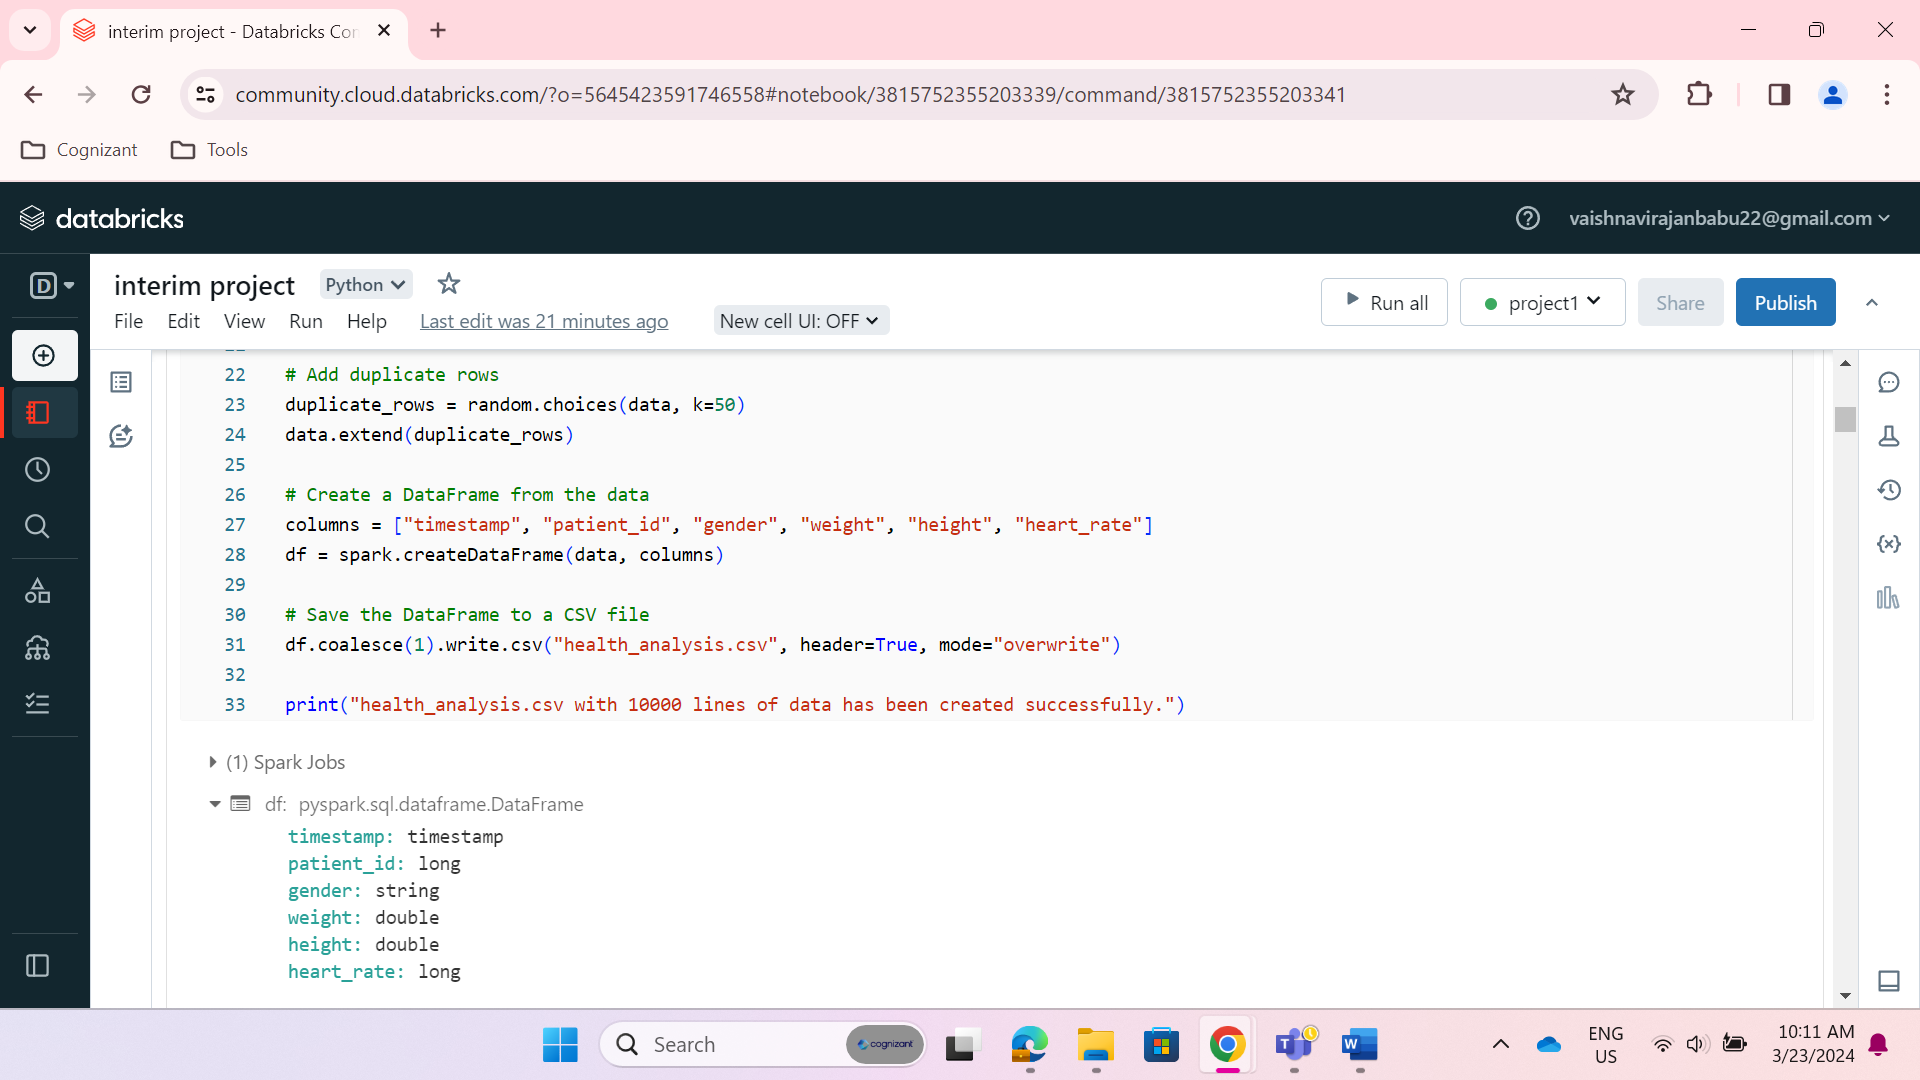 interim project - Databricks Con
community.cloud.databricks.com/?o=5645423591746558#notebook/3815752355203339/command/3815752355203341
Cognizant Tools
databricks
vaishnavirajanbabu22@gmail.com
D
interim project Python
Run all project1 Share Publish
File Edit View Run Help Last edit was 21 minutes ago New cell UI: OFF
22 # Add duplicate rows
23 duplicate_rows = random.choices(data, k=50)
24 data.extend(duplicate_rows)
25
26 # Create a DataFrame from the data
27 columns = ["timestamp", "patient_id", "gender", "weight", "height", "heart_rate"]
28 df = spark.createDataFrame(data, columns)
29
30 # Save the DataFrame to a CSV file
31 df.coalesce(1).write.csv("health_analysis.csv", header=True, mode="overwrite")
32
33 print("health_analysis.csv with 10000 lines of data has been created successfully.")
(1) Spark Jobs
df: pyspark.sql.dataframe.DataFrame
timestamp: timestamp
patient_id: long
gender: string
weight: double
height: double
heart_rate: long
Search cognizant
ENG
US
10:11 AM
3/23/2024